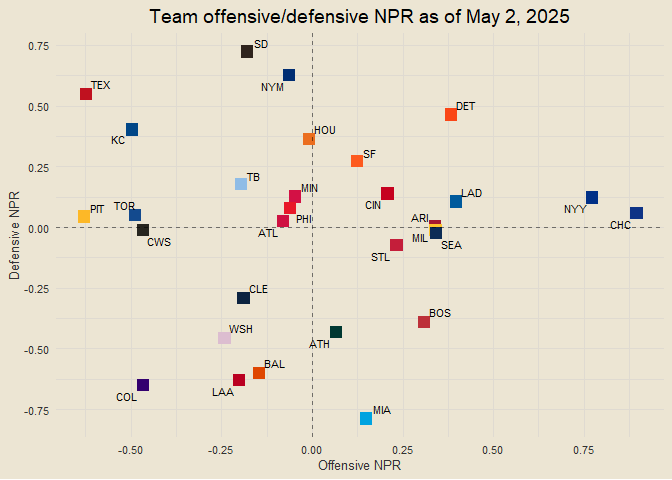 Team offensive/defensive NPR as of May 2, 2025
0.75
SD
NYM
TEX
0.50
DET
KC
HOU
SF
0.25
TB
MIN
CIN
LAD
NYY
PIT
TOR
PHI
ARI
CHC
0.00
ATL
MIL
CWS
SEA
STL
-0.25
CLE
BOS
WSH
ATH
-0.50
BAL
LAA
COL
MIA
-0.75
Defensive NPR
-0.50
-0.25
0.00
0.25
0.50
0.75
Offensive NPR